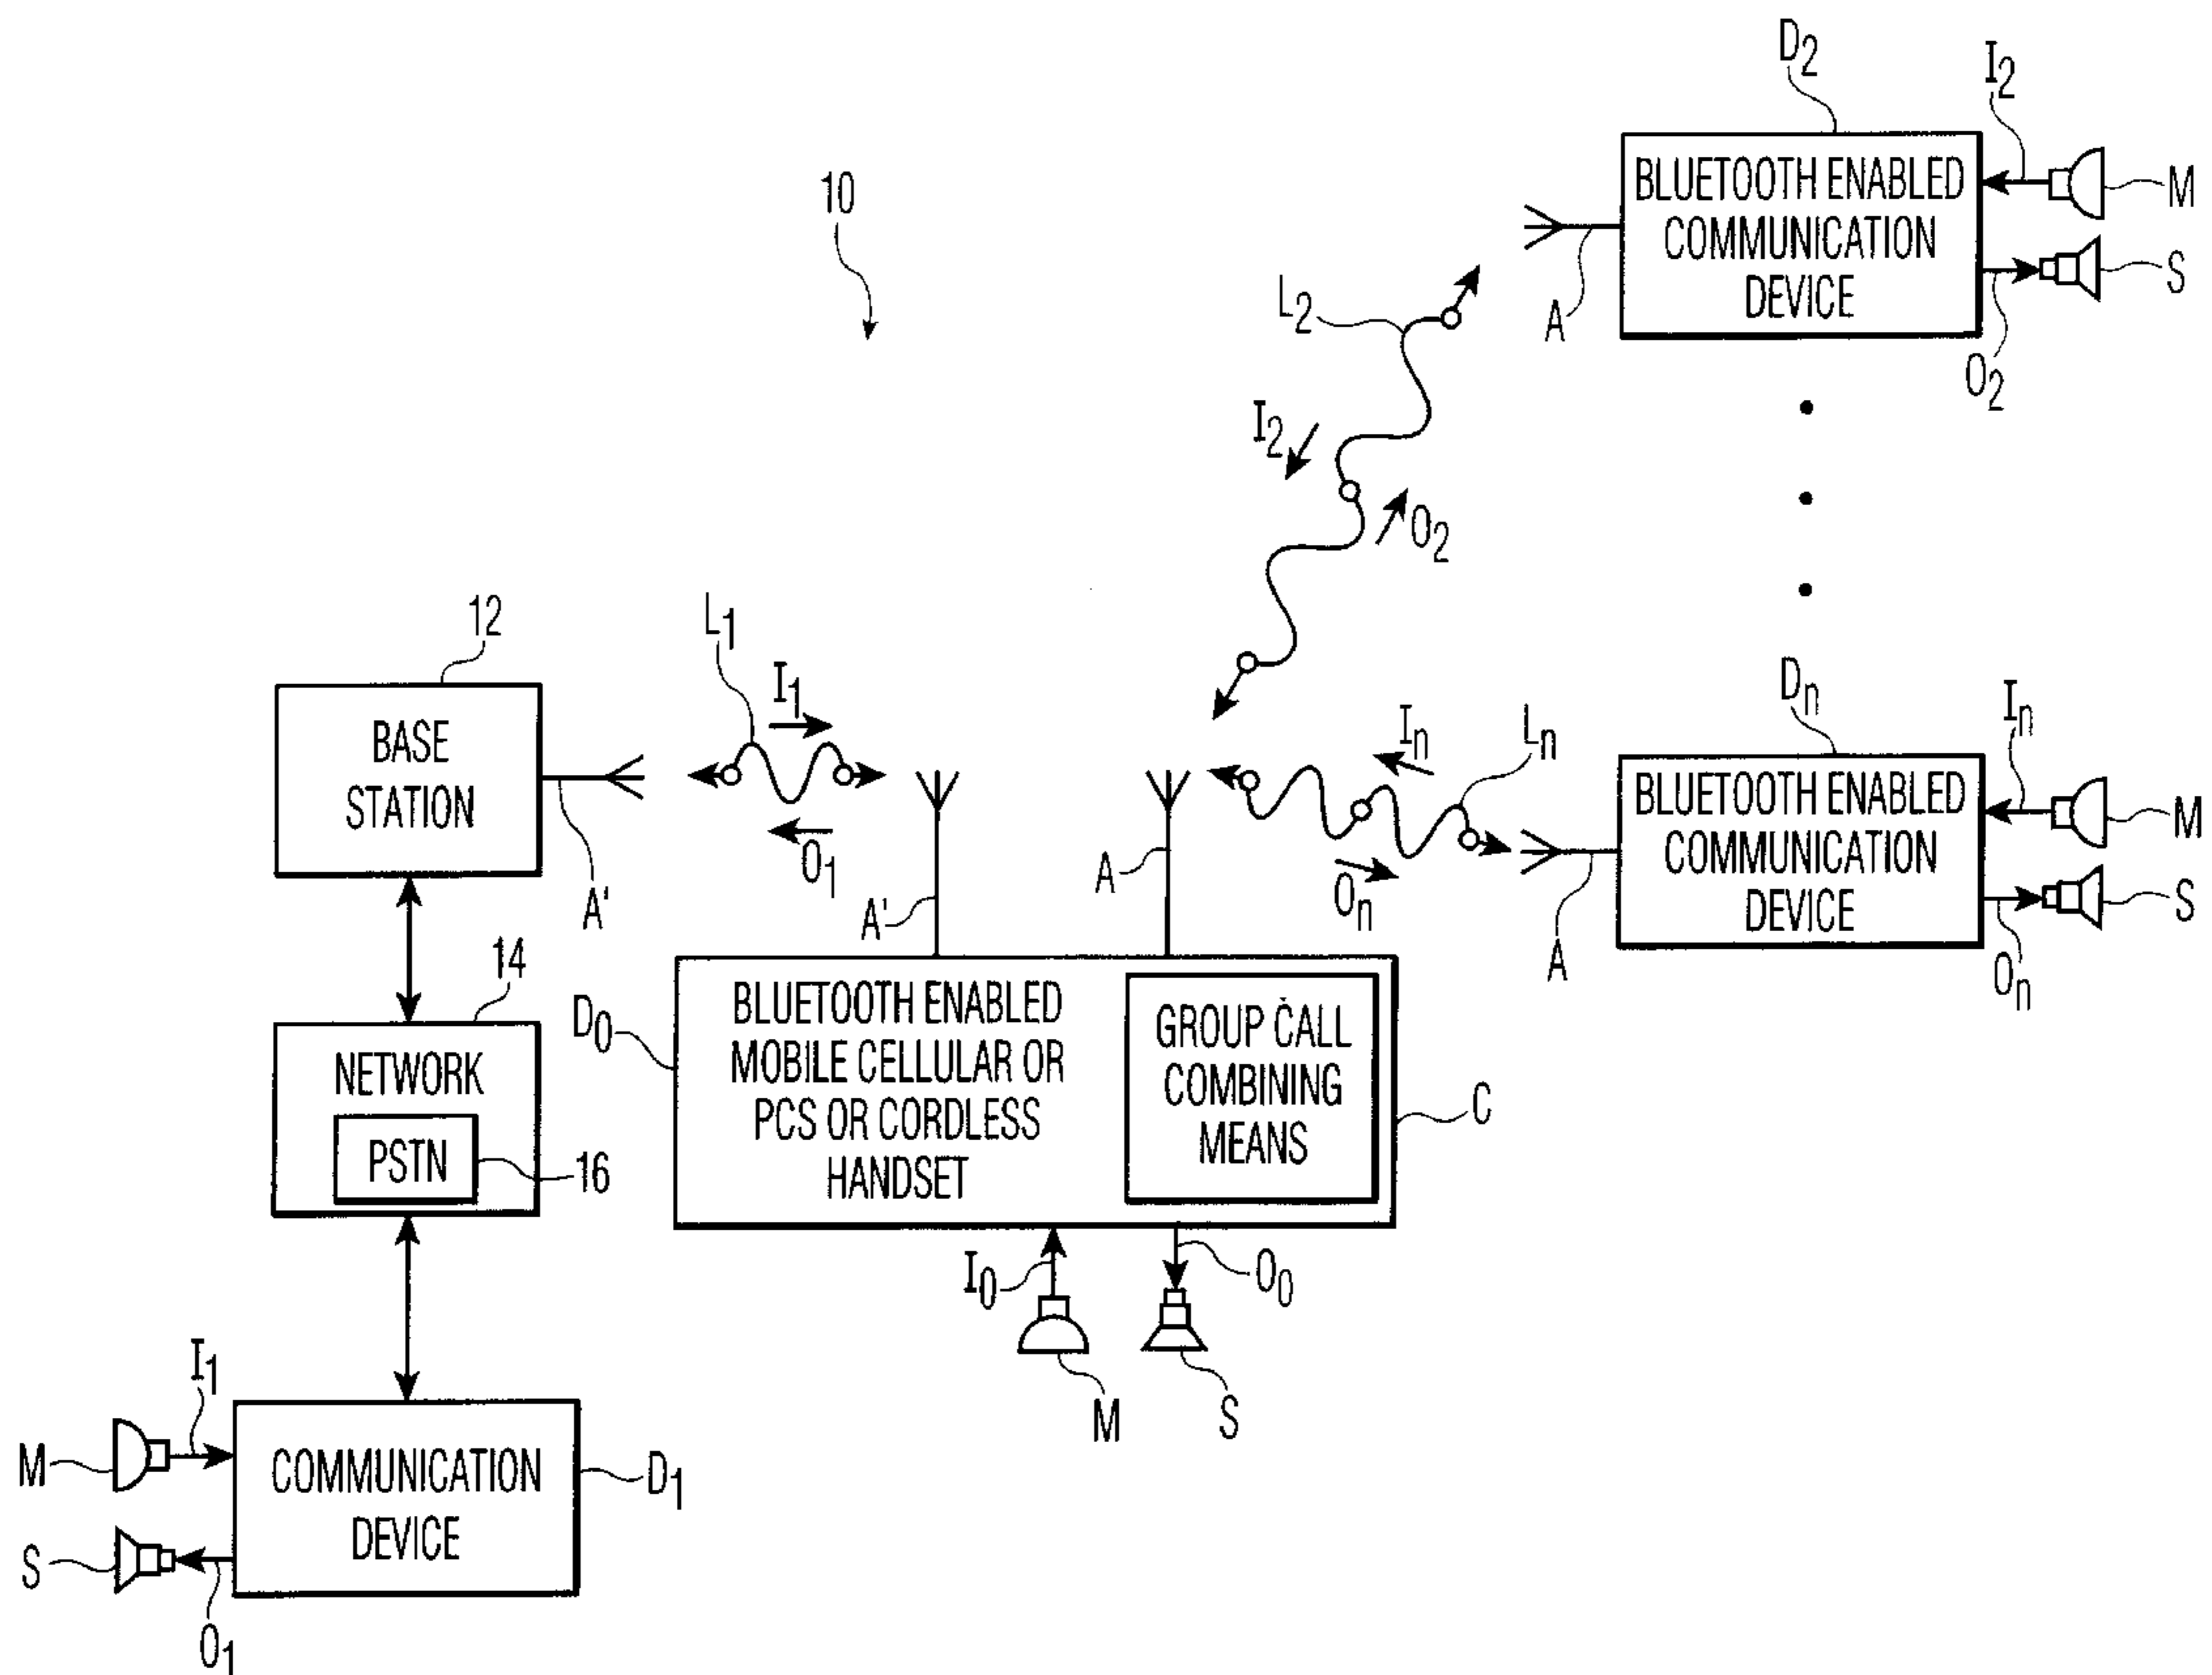 D2
I2
BLUETOOTH ENABLED
COMMUNICATION
DEVICE
M
S
A
O2
10
L2
I2
O2
12
L1
I1
BASE
STATION
A'
O1
A'
A
In
Ln
On
Dn
In
BLUETOOTH ENABLED
COMMUNICATION
DEVICE
M
S
A
On
14
NETWORK
PSTN
16
D0
BLUETOOTH ENABLED
MOBILE CELLULAR OR
PCS OR CORDLESS
HANDSET
GROUP CALL
COMBINING
MEANS
C
I0
O0
M
S
I1
M
COMMUNICATION
DEVICE
D1
S
O1